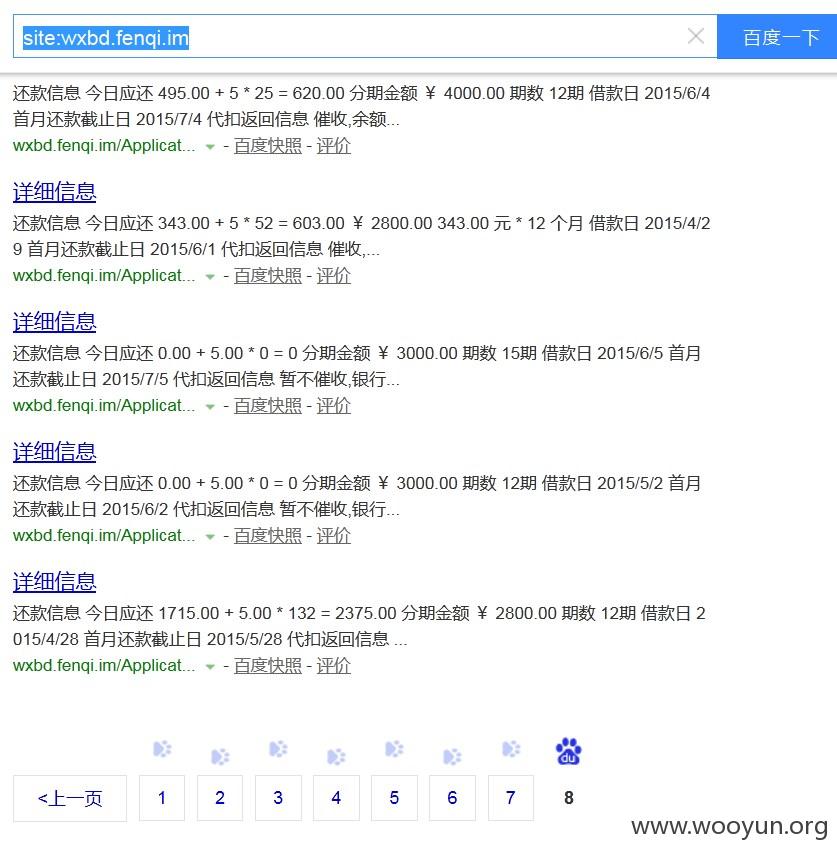 site:wxbd.fenqi.im
百度一下
还款信息 今日应还 495.00 + 5 * 25 = 620.00 分期金额 ￥ 4000.00 期数 12期 借款日 2015/6/4
首月还款截止日 2015/7/4 代扣返回信息 催收,余额...
wxbd.fenqi.im/Applicat... - 百度快照 - 评价
详细信息
还款信息 今日应还 343.00 + 5 * 52 = 603.00 ￥ 2800.00 343.00 元 * 12 个月 借款日 2015/4/2
9 首月还款截止日 2015/6/1 代扣返回信息 催收,...
wxbd.fenqi.im/Applicat... - 百度快照 - 评价
详细信息
还款信息 今日应还 0.00 + 5.00 * 0 = 0 分期金额 ￥ 3000.00 期数 15期 借款日 2015/6/5 首月
还款截止日 2015/7/5 代扣返回信息 暂不催收,银行...
wxbd.fenqi.im/Applicat... - 百度快照 - 评价
详细信息
还款信息 今日应还 0.00 + 5.00 * 0 = 0 分期金额 ￥ 3000.00 期数 12期 借款日 2015/5/2 首月
还款截止日 2015/6/2 代扣返回信息 暂不催收,银行...
wxbd.fenqi.im/Applicat... - 百度快照 - 评价
详细信息
还款信息 今日应还 1715.00 + 5.00 * 132 = 2375.00 分期金额 ￥ 2800.00 期数 12期 借款日 2
015/4/28 首月还款截止日 2015/5/28 代扣返回信息 ...
wxbd.fenqi.im/Applicat... - 百度快照 - 评价
du
<上一页 1 2 3 4 5 6 7 8
www.wooyun.org